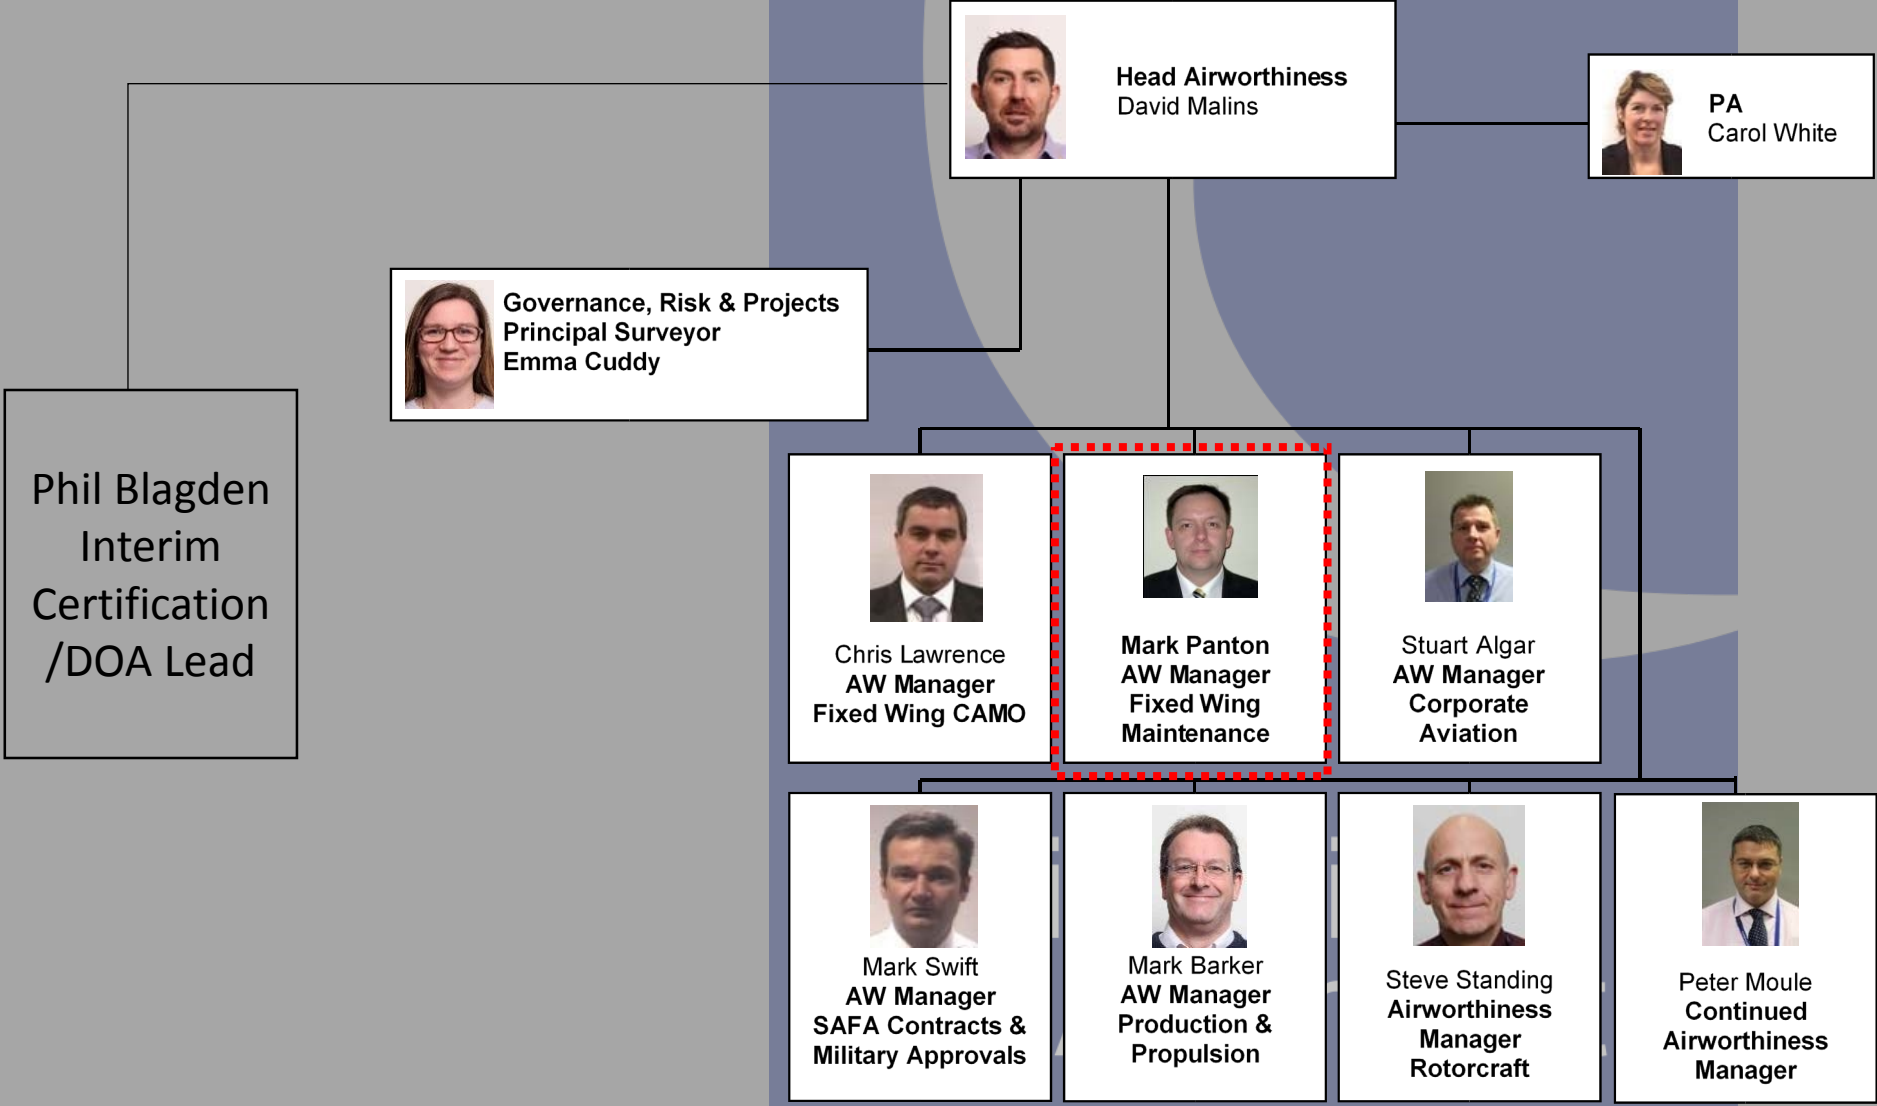 Head Airworthiness
David Malins
PA
Carol White
Governance, Risk & Projects
Principal Surveyor
Emma Cuddy
Phil Blagden
Interim
Certification
/DOA Lead
Chris Lawrence
AW Manager
Fixed Wing CAMO
Mark Panton
AW Manager
Fixed Wing
Maintenance
Stuart Algar
AW Manager
Corporate
Aviation
Mark Swift
AW Manager
SAFA Contracts &
Military Approvals
Mark Barker
AW Manager
Production &
Propulsion
Steve Standing
Airworthiness
Manager
Rotorcraft
Peter Moule
Continued
Airworthiness
Manager